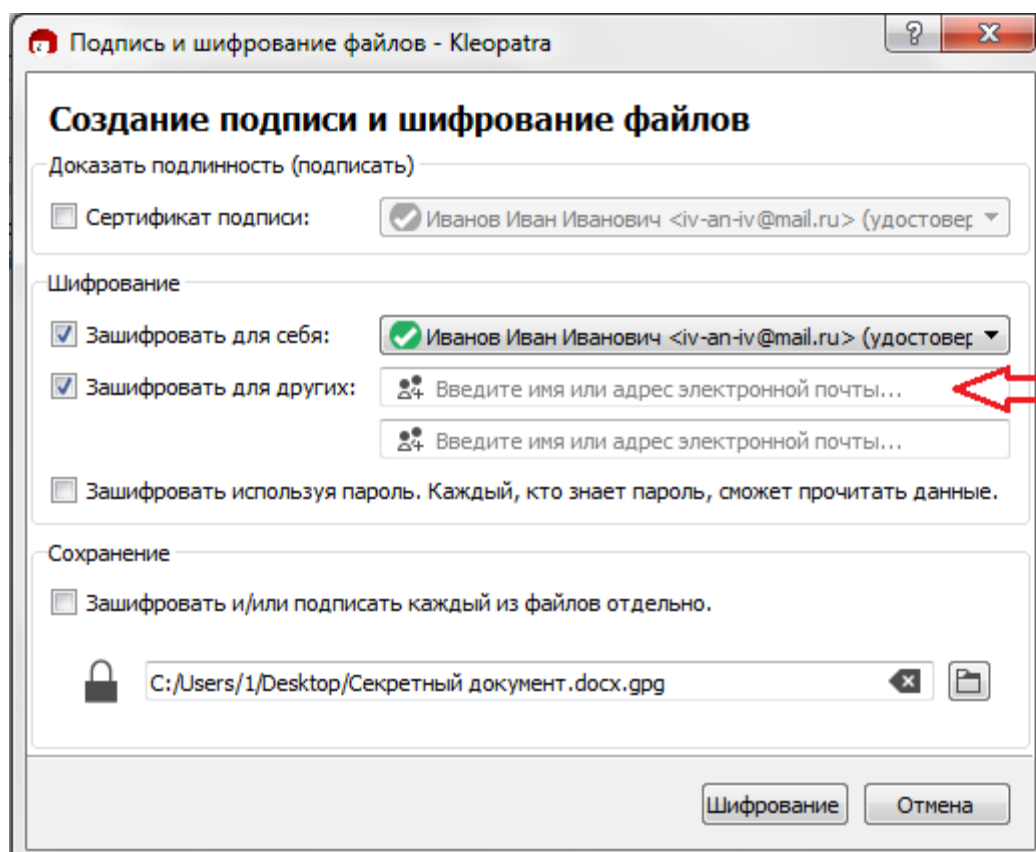 Подпись и шифрование файлов - Kleopatra
Создание подписи и шифрование файлов
Доказать подлинность (подписать)
Сертификат подписи:
Иванов Иван Иванович <iv-an-iv@mail.ru> (удостовер
Шифрование
Зашифровать для себя:
Иванов Иван Иванович <iv-an-iv@mail.ru> (удостовер
Зашифровать для других:
Введите имя или адрес электронной почты...
Введите имя или адрес электронной почты...
Зашифровать используя пароль. Каждый, кто знает пароль, сможет прочитать данные.
Сохранение
Зашифровать и/или подписать каждый из файлов отдельно.
C:/Users/1/Desktop/Секретный документ.docx.gpg
Шифрование
Отмена